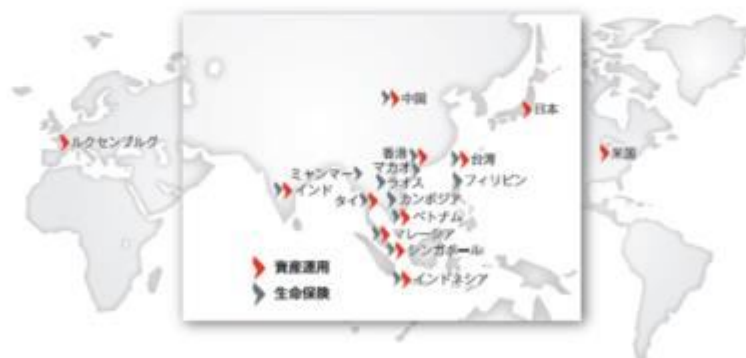 中国
日本
ルクセンブルグ
香港
台湾
米国
マカオ
ミャンマー
ラオス
フィリピン
インド
タイ
カンボジア
ベトナム
マレーシア
シンガポール
インドネシア
資産運用
生命保険